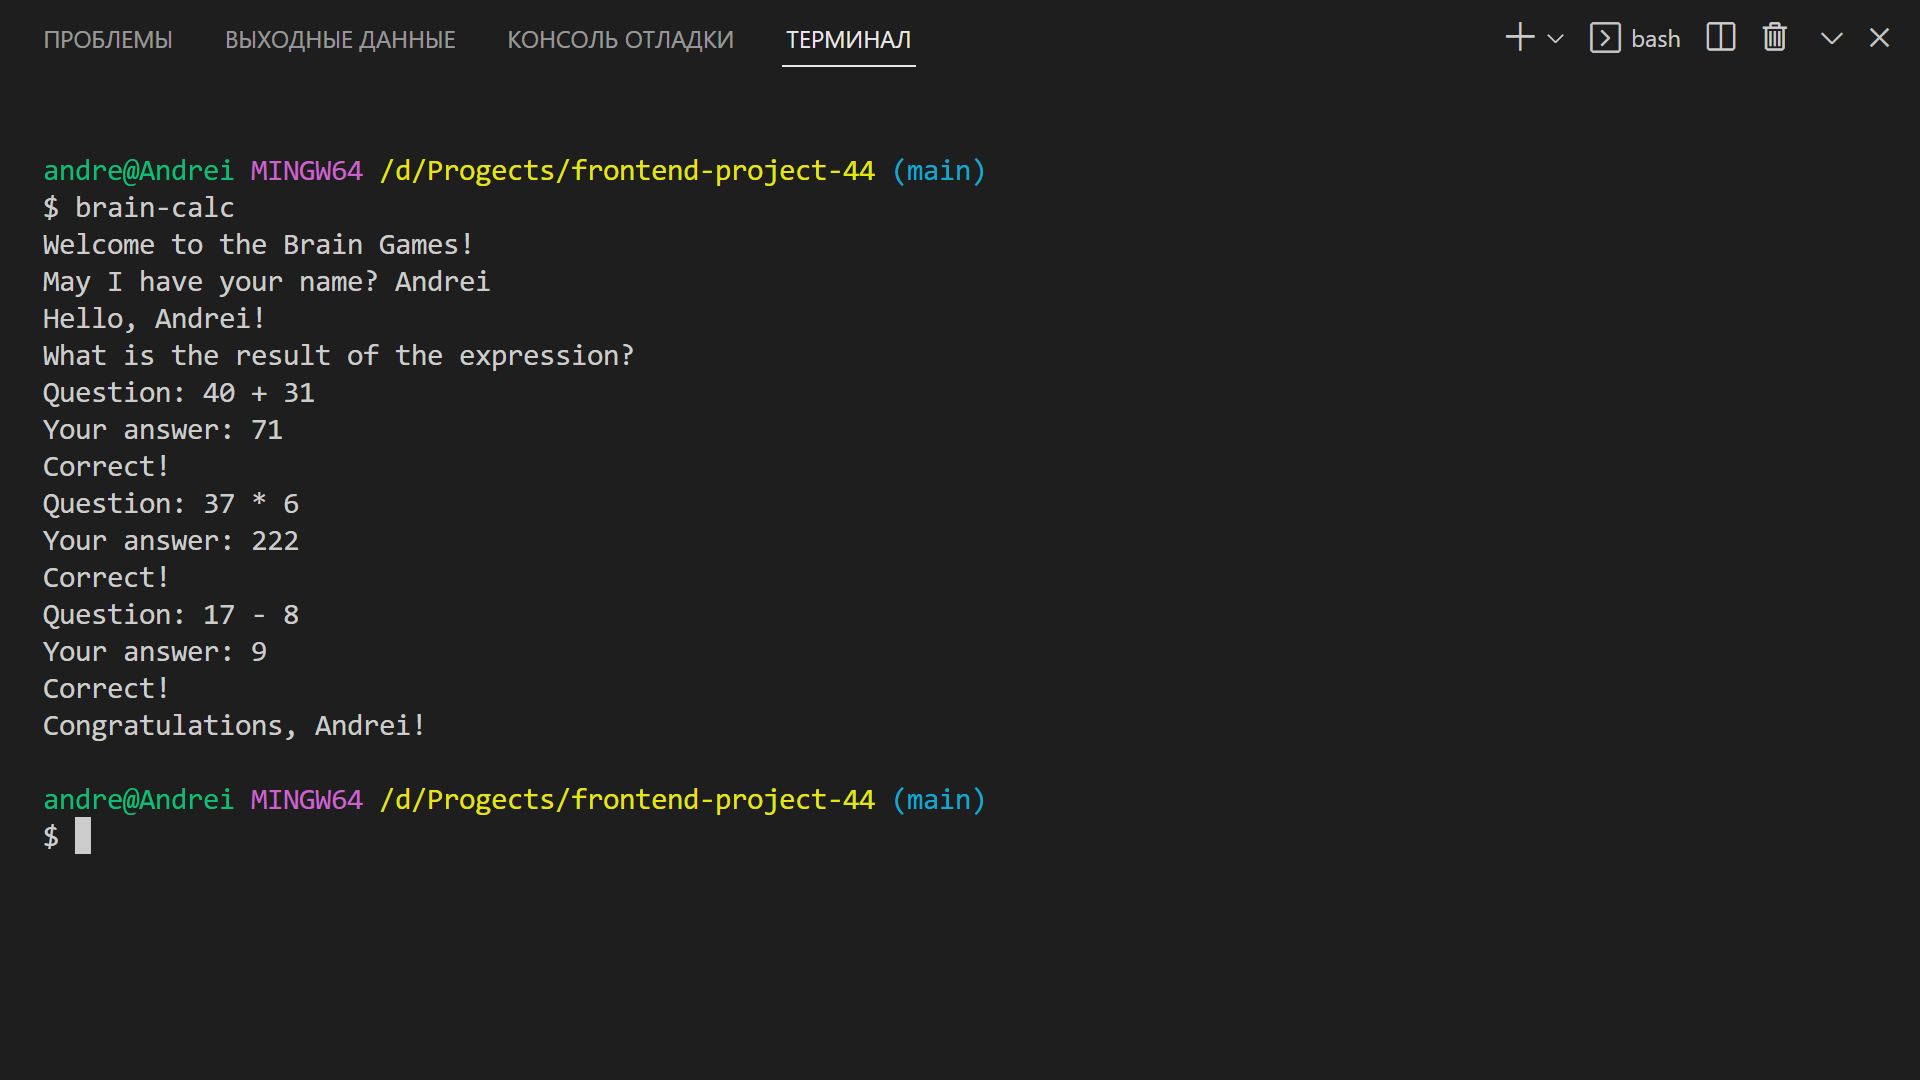 ПРОБЛЕМЫ ВЫХОДНЫЕ ДАННЫЕ КОНСОЛЬ ОТЛАДКИ ТЕРМИНАЛ bash
andre@Andrei MINGW64 /d/Progects/frontend-project-44 (main)
$ brain-calc
Welcome to the Brain Games!
May I have your name? Andrei
Hello, Andrei!
What is the result of the expression?
Question: 40 + 31
Your answer: 71
Correct!
Question: 37 * 6
Your answer: 222
Correct!
Question: 17 - 8
Your answer: 9
Correct!
Congratulations, Andrei!
andre@Andrei MINGW64 /d/Progects/frontend-project-44 (main)
$